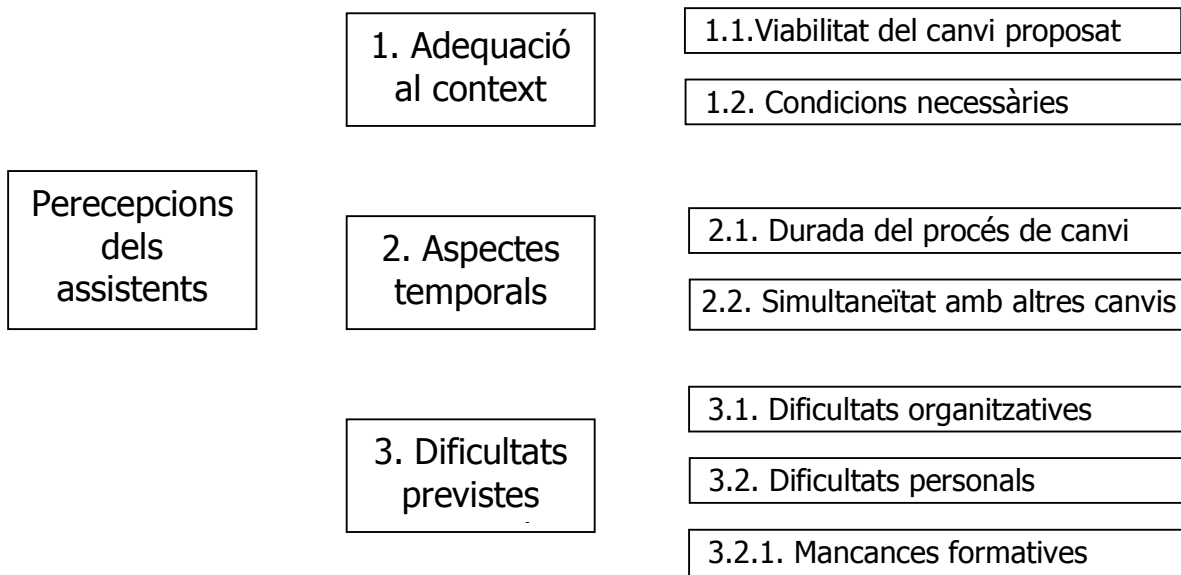 Perecepcions
dels
assistents
1. Adequació
al context
1.1.Viabilitat del canvi proposat
1.2. Condicions necessàries
2. Aspectes
temporals
2.1. Durada del procés de canvi
2.2. Simultaneïtat amb altres canvis
3. Dificultats
previstes
3.1. Dificultats organitzatives
3.2. Dificultats personals
3.2.1. Mancances formatives